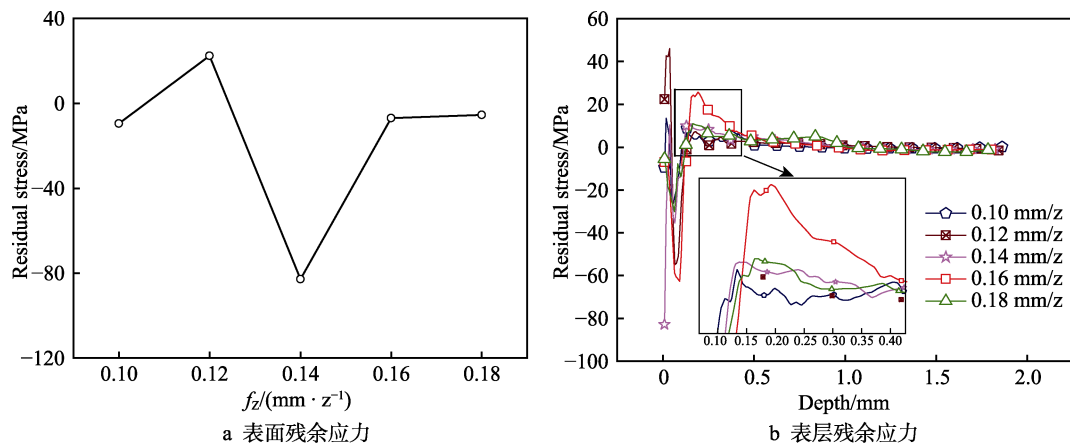 40
0
−40
−80
−120
Residual stress/MPa
0.10 0.12 0.14 0.16 0.18
fz/(mm · z⁻¹)
a 表面残余应力
60
40
20
0
−20
−40
−60
−80
−100
Residual stress/MPa
0.10 0.15 0.20 0.30 0.40
0.10 mm/z
0.12 mm/z
0.14 mm/z
0.16 mm/z
0.18 mm/z
0 0.5 1.0 1.5 2.0
Depth/mm
b 表层残余应力